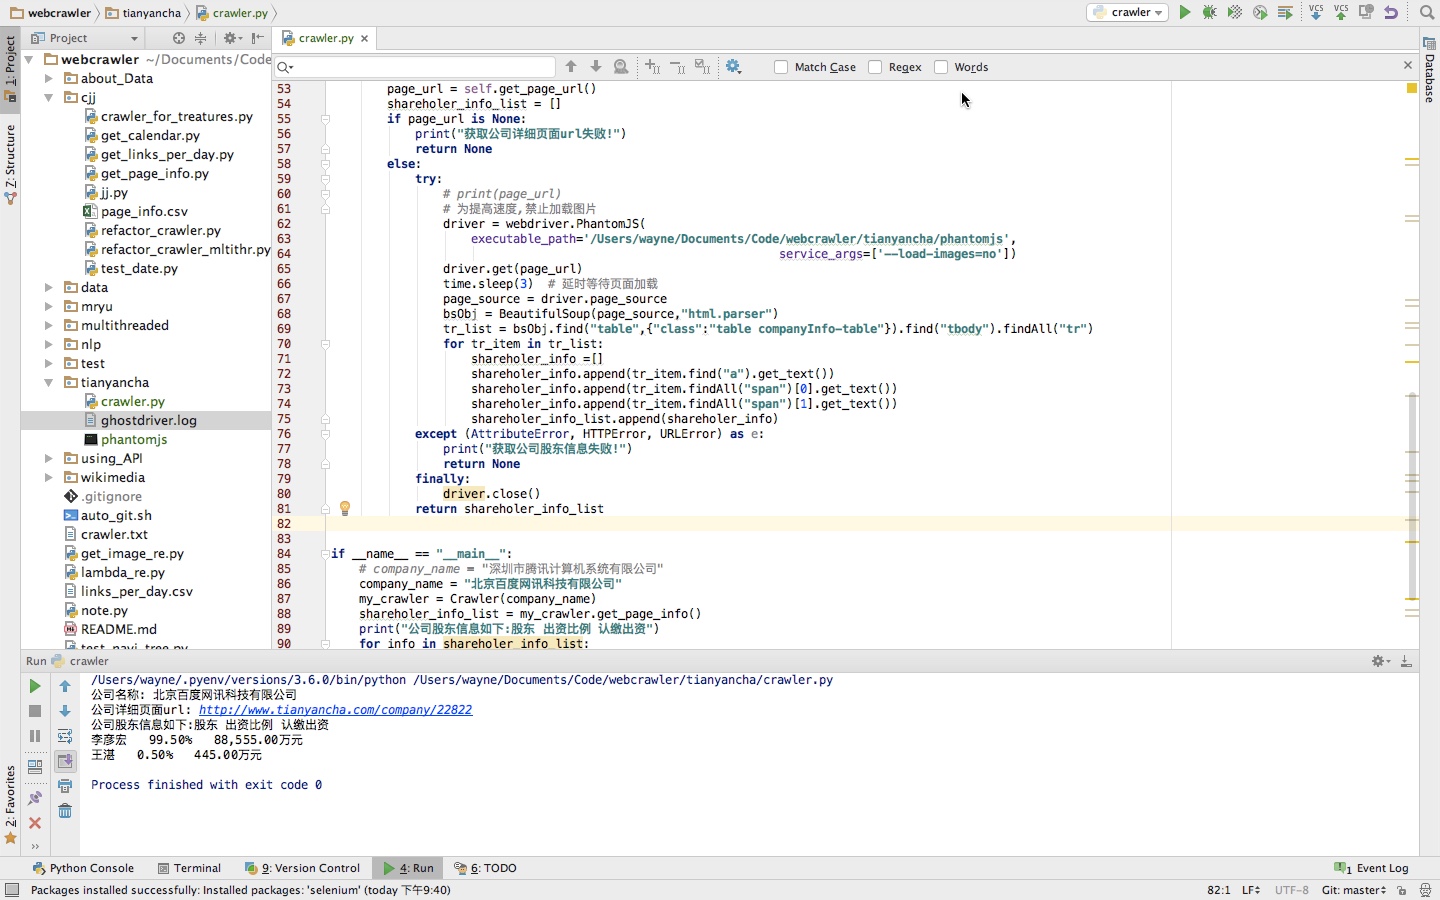 webcrawler tianyancha crawler.py
crawler
1: Project
Z: Structure
2: Favorites
Database
Project
crawler.py
Match Case Regex Words
webcrawler ~/Documents/Code
about_Data
cjj
crawler_for_treatures.py
get_calendar.py
get_links_per_day.py
get_page_info.py
jj.py
page_info.csv
refactor_crawler.py
refactor_crawler_mltithr.py
test_date.py
data
mryu
multithreaded
nlp
test
tianyancha
crawler.py
ghostdriver.log
phantomjs
using_API
wikimedia
.gitignore
auto_git.sh
crawler.txt
get_image_re.py
lambda_re.py
links_per_day.csv
note.py
README.md
test_navi_tree.py
53 page_url = self.get_page_url()
54 shareholer_info_list = []
55 if page_url is None:
56 print("获取公司详细页面url失败!")
57 return None
58 else:
59 try:
60 # print(page_url)
61 # 为提高速度,禁止加载图片
62 driver = webdriver.PhantomJS(
63 executable_path='/Users/wayne/Documents/Code/webcrawler/tianyancha/phantomjs',
64 service_args=['--load-images=no'])
65 driver.get(page_url)
66 time.sleep(3) # 延时等待页面加载
67 page_source = driver.page_source
68 bsObj = BeautifulSoup(page_source,"html.parser")
69 tr_list = bsObj.find("table",{"class":"table companyInfo-table"}).find("tbody").findAll("tr")
70 for tr_item in tr_list:
71 shareholer_info =[]
72 shareholer_info.append(tr_item.find("a").get_text())
73 shareholer_info.append(tr_item.findAll("span")[0].get_text())
74 shareholer_info.append(tr_item.findAll("span")[1].get_text())
75 shareholer_info_list.append(shareholer_info)
76 except (AttributeError, HTTPError, URLError) as e:
77 print("获取公司股东信息失败!")
78 return None
79 finally:
80 driver.close()
81 return shareholer_info_list
82
83
84 if __name__ == "__main__":
85 # company_name = "深圳市腾讯计算机系统有限公司"
86 company_name = "北京百度网讯科技有限公司"
87 my_crawler = Crawler(company_name)
88 shareholer_info_list = my_crawler.get_page_info()
89 print("公司股东信息如下:股东 出资比例 认缴出资")
90 for info in shareholer_info_list:
Run crawler
/Users/wayne/.pyenv/versions/3.6.0/bin/python /Users/wayne/Documents/Code/webcrawler/tianyancha/crawler.py
公司名称: 北京百度网讯科技有限公司
公司详细页面url: http://www.tianyancha.com/company/22822
公司股东信息如下:股东 出资比例 认缴出资
李彦宏 99.50% 88,555.00万元
王湛 0.50% 445.00万元
Process finished with exit code 0
Python Console Terminal 9: Version Control 4: Run 6: TODO 1 Event Log
Packages installed successfully: Installed packages: 'selenium' (today 下午9:40) 82:1 LF UTF-8 Git: master